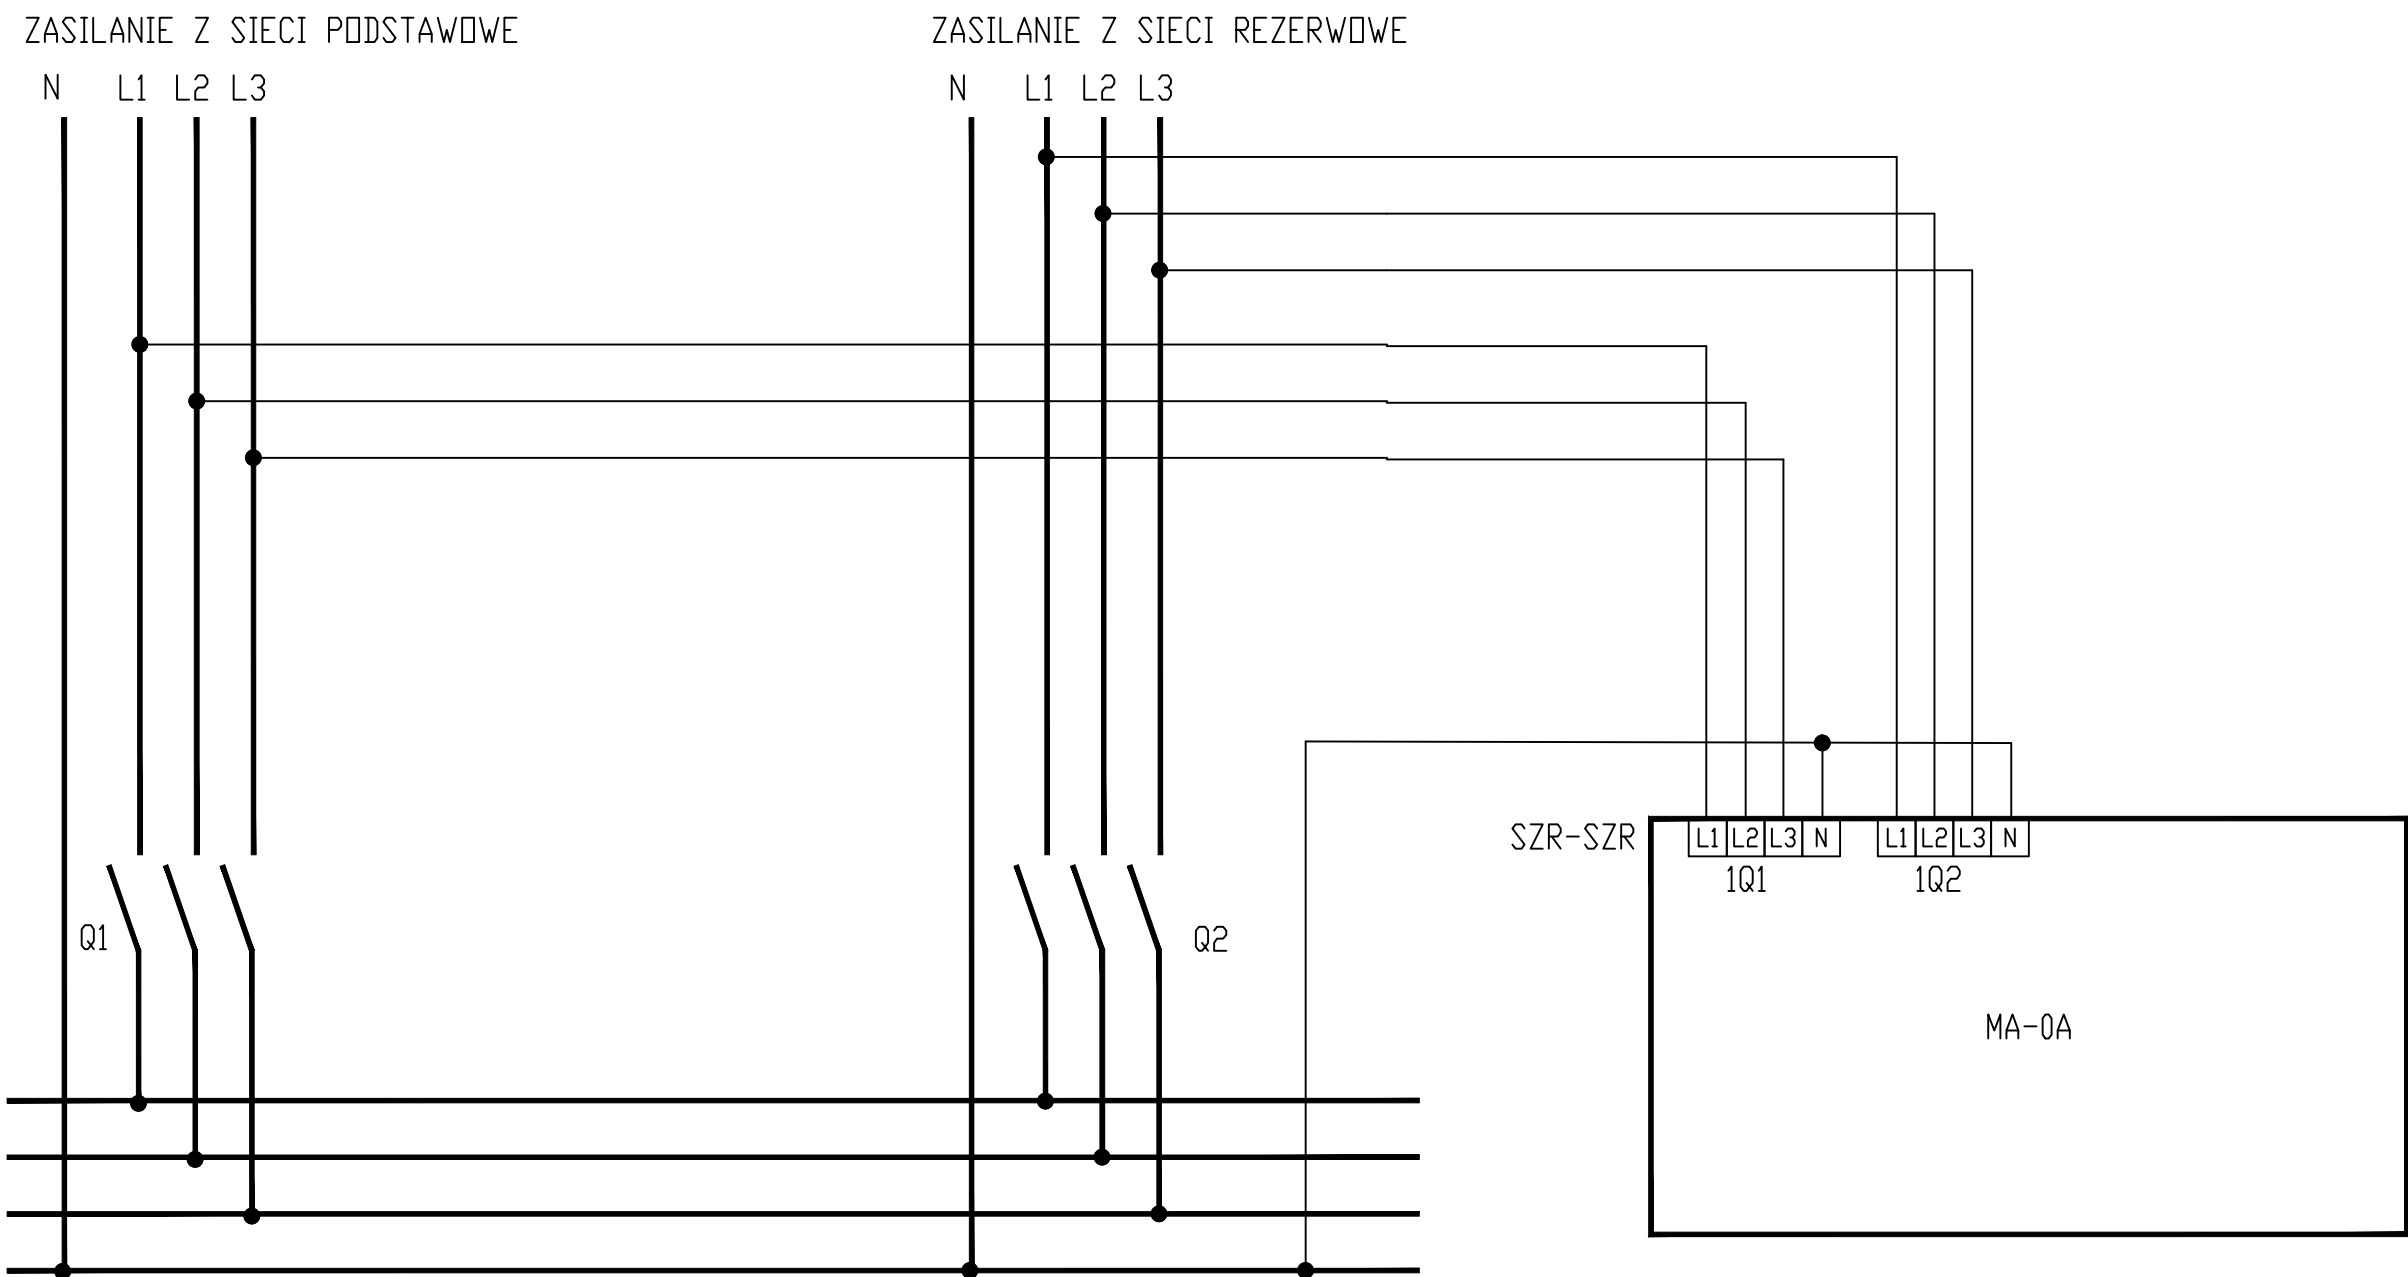 ZASILANIE Z SIECI PODSTAWOWE
ZASILANIE Z SIECI REZERWOWE
N L1 L2 L3
N L1 L2 L3
SZR-SZR
L1 L2 L3 N
L1 L2 L3 N
1Q1
1Q2
Q1
Q2
MA-0A